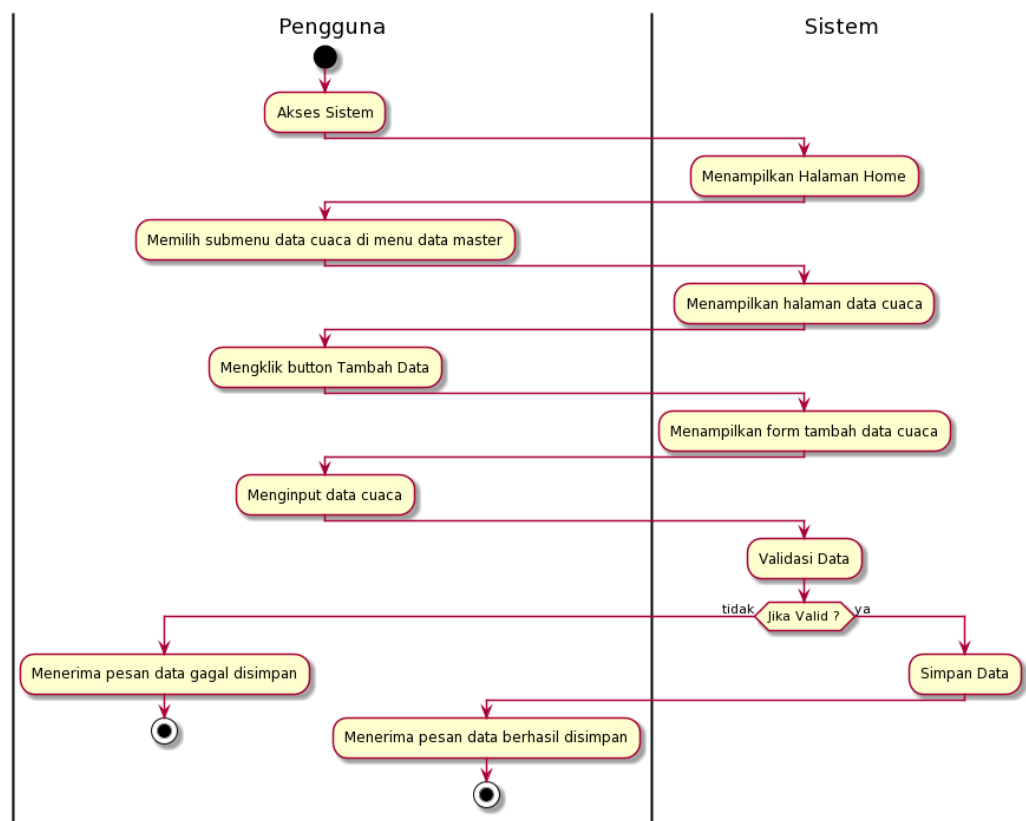 Pengguna
Sistem
Akses Sistem
Menampilkan Halaman Home
Memilih submenu data cuaca di menu data master
Menampilkan halaman data cuaca
Mengklik button Tambah Data
Menampilkan form tambah data cuaca
Menginput data cuaca
Validasi Data
tidak
Jika Valid ?
ya
Menerima pesan data gagal disimpan
Simpan Data
Menerima pesan data berhasil disimpan